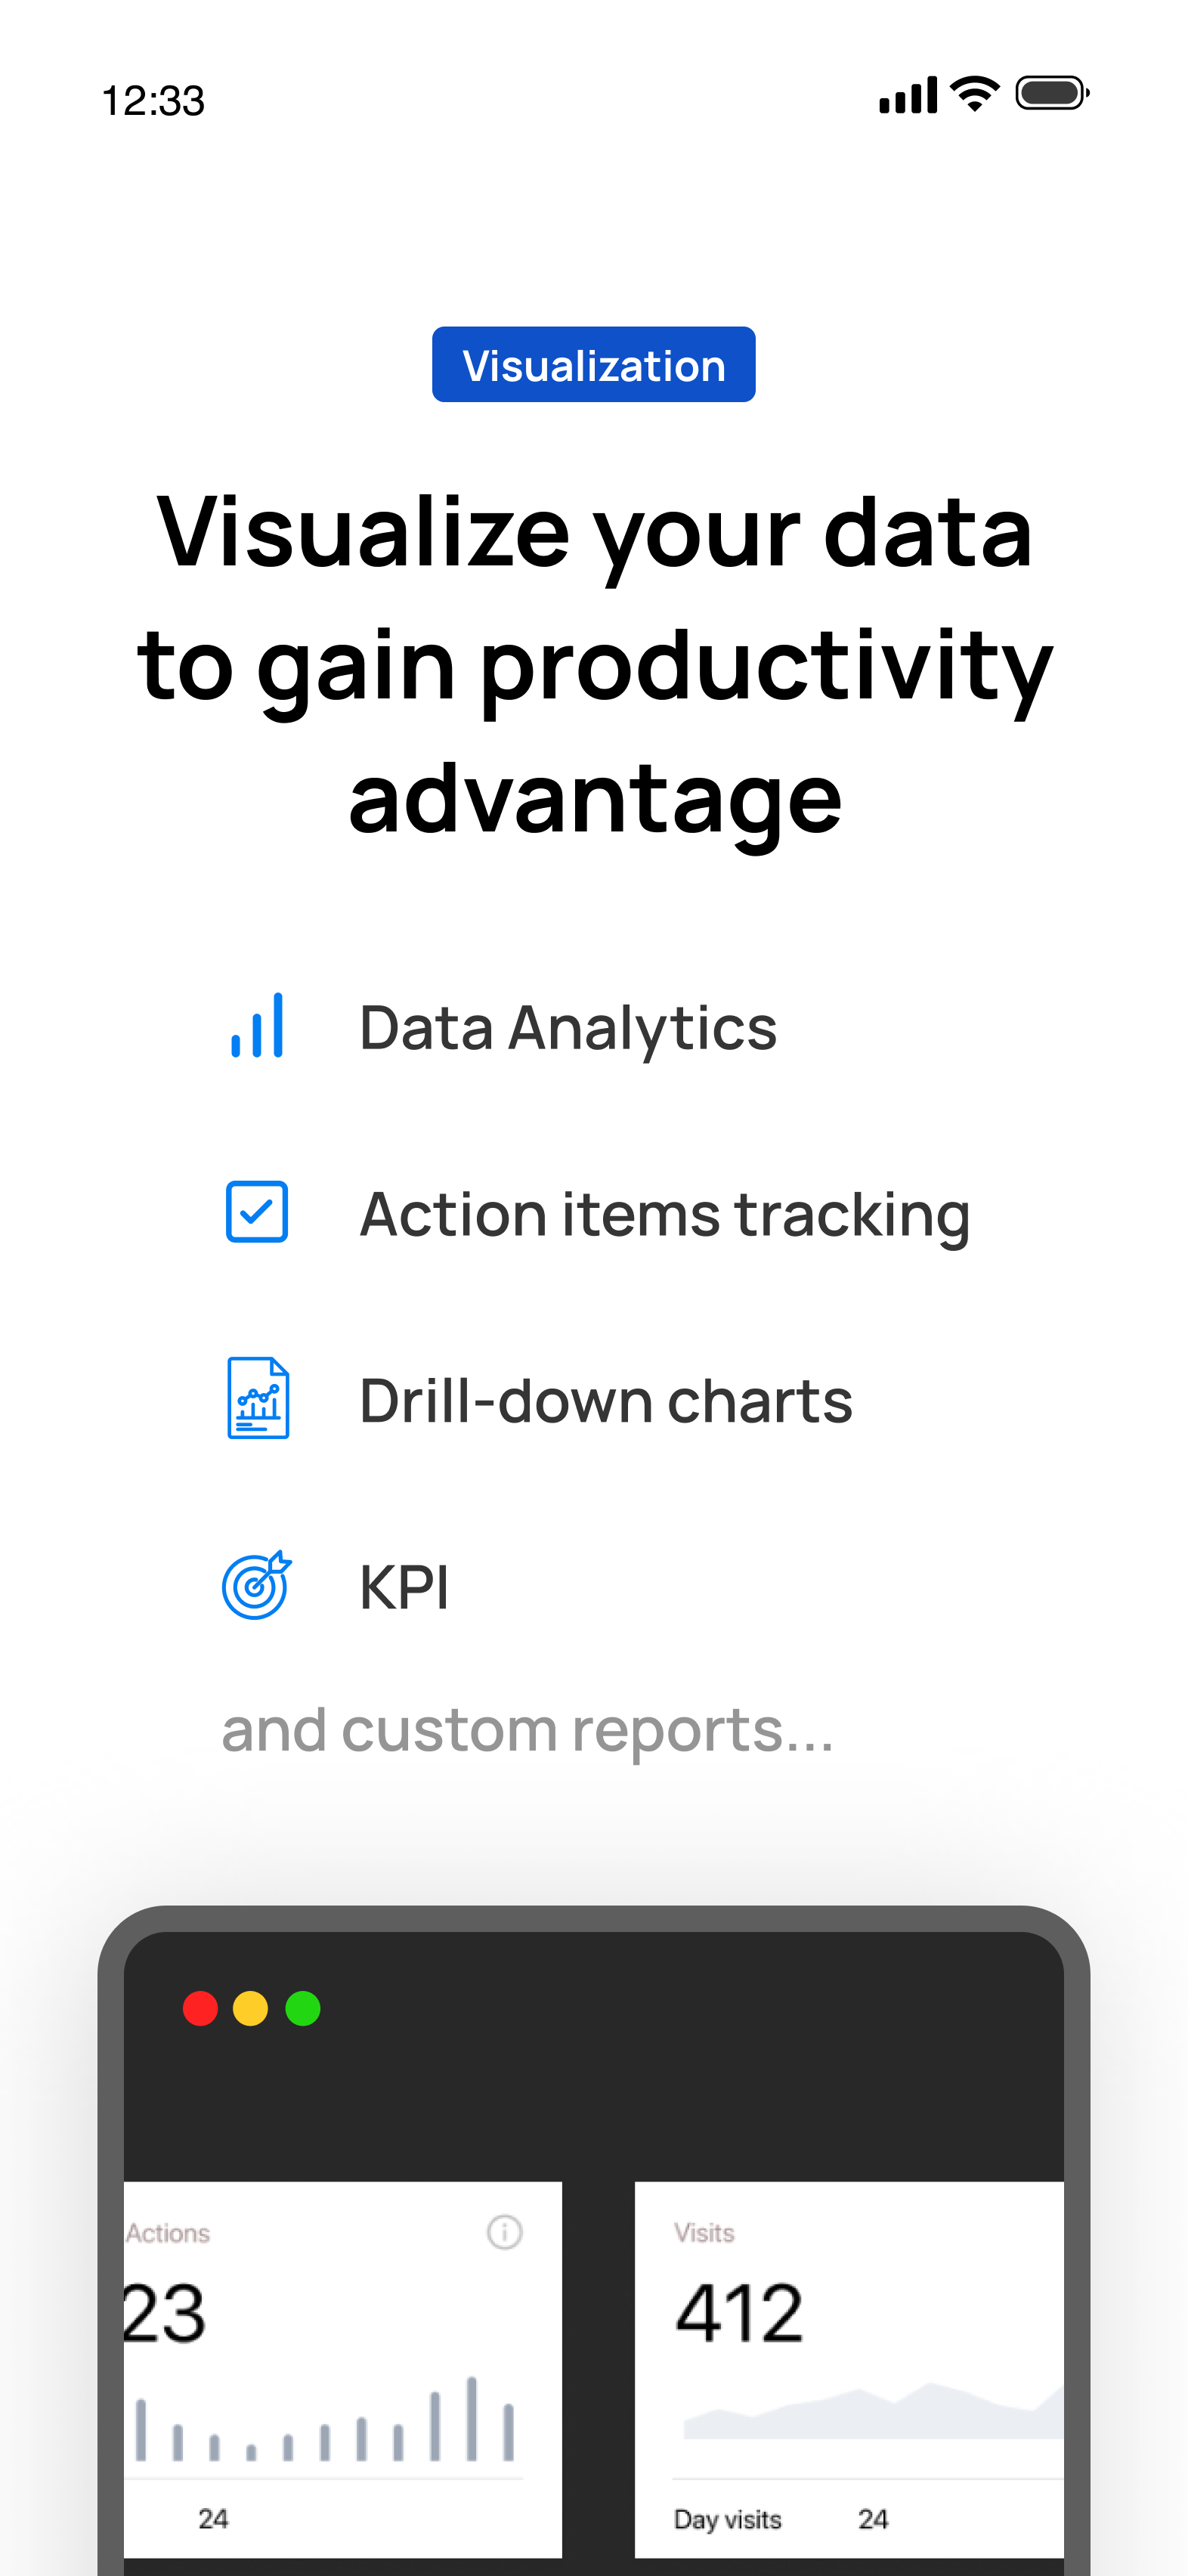 12:33
Visualization
Visualize your data
to gain productivity
advantage
Data Analytics
Action items tracking
Drill-down charts
KPI
and custom reports...
Actions
Visits
23
412
24
Day visits 24